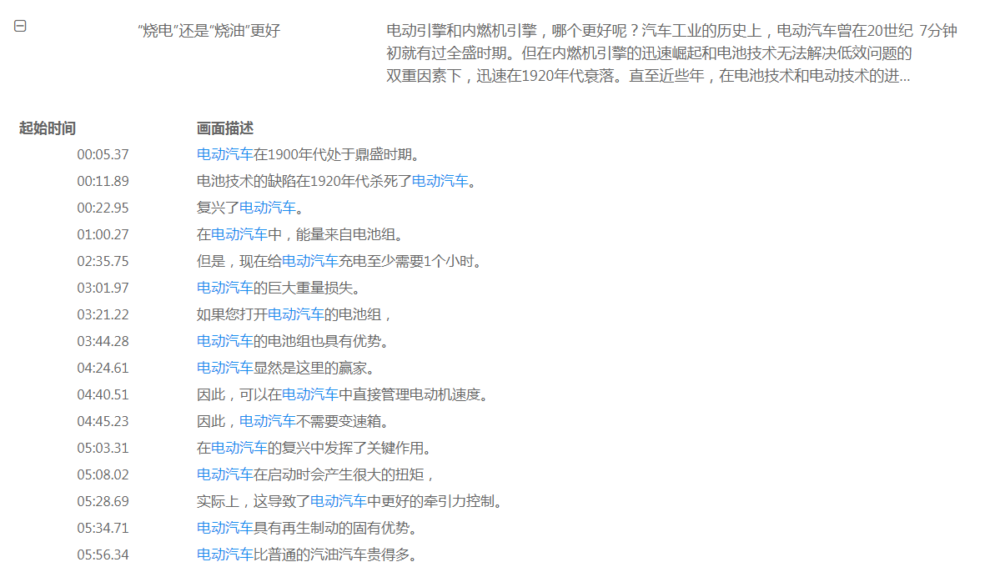 “烧电”还是“烧油”更好
电动引擎和内燃机引擎，哪个更好呢？汽车工业的历史上，电动汽车曾在20世纪 7分钟
初就有过全盛时期。但在内燃机引擎的迅速崛起和电池技术无法解决低效问题的
双重因素下，迅速在1920年代衰落。直至近些年，在电池技术和电动技术的进...
起始时间 画面描述
00:05.37 电动汽车在1900年代处于鼎盛时期。
00:11.89 电池技术的缺陷在1920年代杀死了电动汽车。
00:22.95 复兴了电动汽车。
01:00.27 在电动汽车中，能量来自电池组。
02:35.75 但是，现在给电动汽车充电至少需要1个小时。
03:01.97 电动汽车的巨大重量损失。
03:21.22 如果您打开电动汽车的电池组，
03:44.28 电动汽车的电池组也具有优势。
04:24.61 电动汽车显然是这里的赢家。
04:40.51 因此，可以在电动汽车中直接管理电动机速度。
04:45.23 因此，电动汽车不需要变速箱。
05:03.31 在电动汽车的复兴中发挥了关键作用。
05:08.02 电动汽车在启动时会产生很大的扭矩，
05:28.69 实际上，这导致了电动汽车中更好的牵引力控制。
05:34.71 电动汽车具有再生制动的固有优势。
05:56.34 电动汽车比普通的汽油汽车贵得多。